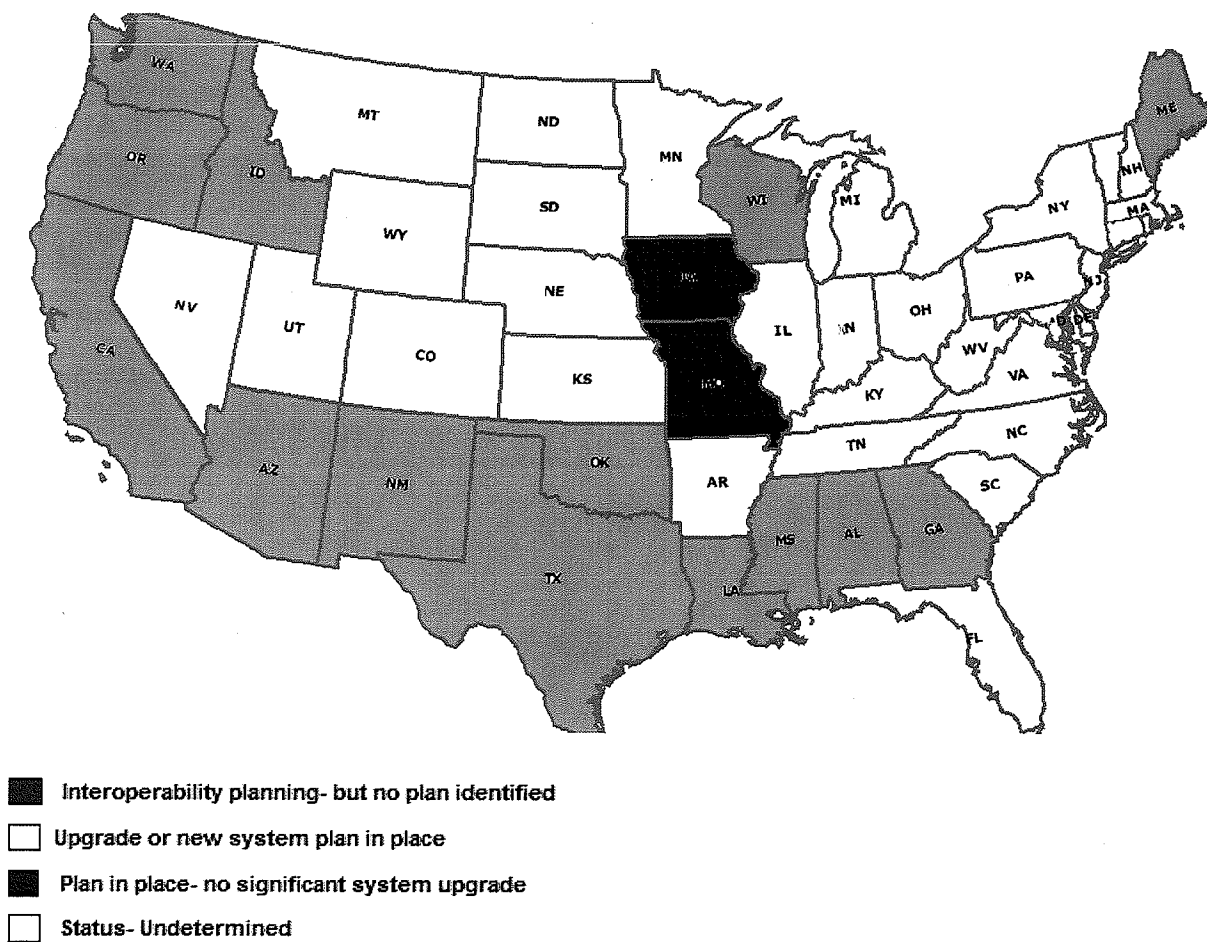 WA
MT
ND
MN
ME
OR
ID
WI
MI
NH
SD
NY
MA
WY
PA
NJ
NE
NV
UT
IL
OH
DE
CO
WV
CA
KS
MO
KY
VA
OK
TN
NC
AZ
NM
AR
SC
MS
AL
GA
TX
LA
FL
Interoperability planning- but no plan identified
Upgrade or new system plan in place
Plan in place- no significant system upgrade
Status- Undetermined